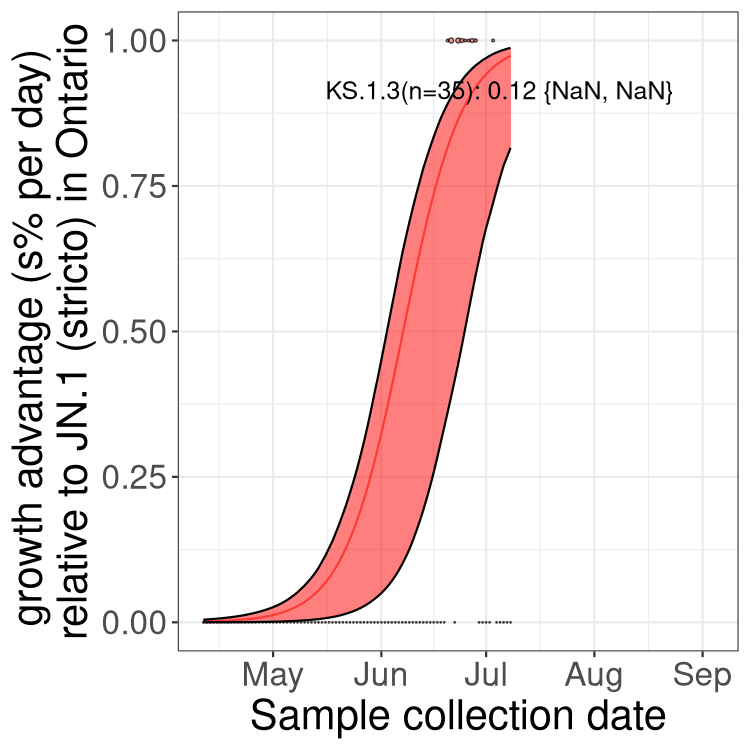 growth advantage (s% per day)
relative to JN.1 (stricto) in Ontario
1.00
0.75
0.50
0.25
0.00
KS.1.3(n=35): 0.12 {NaN, NaN}
May Jun Jul Aug Sep
Sample collection date